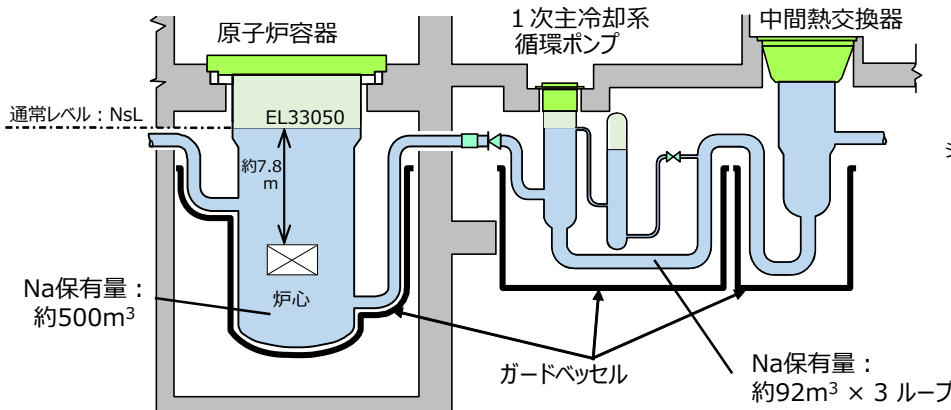 原子炉容器
１次主冷却系
循環ポンプ
中間熱交換器
通常レベル：NsL
EL33050
約7.8
m
炉心
Na保有量：
約500m³
ガードベッセル
Na保有量：
約92m³ × 3 ループ